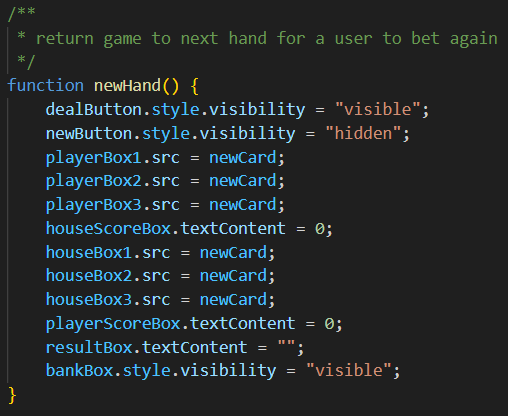 /**
 * return game to next hand for a user to bet again
 */
function newHand() {
    dealButton.style.visibility = "visible";
    newButton.style.visibility = "hidden";
    playerBox1.src = newCard;
    playerBox2.src = newCard;
    playerBox3.src = newCard;
    houseScoreBox.textContent = 0;
    houseBox1.src = newCard;
    houseBox2.src = newCard;
    houseBox3.src = newCard;
    playerScoreBox.textContent = 0;
    resultBox.textContent = "";
    bankBox.style.visibility = "visible";
}